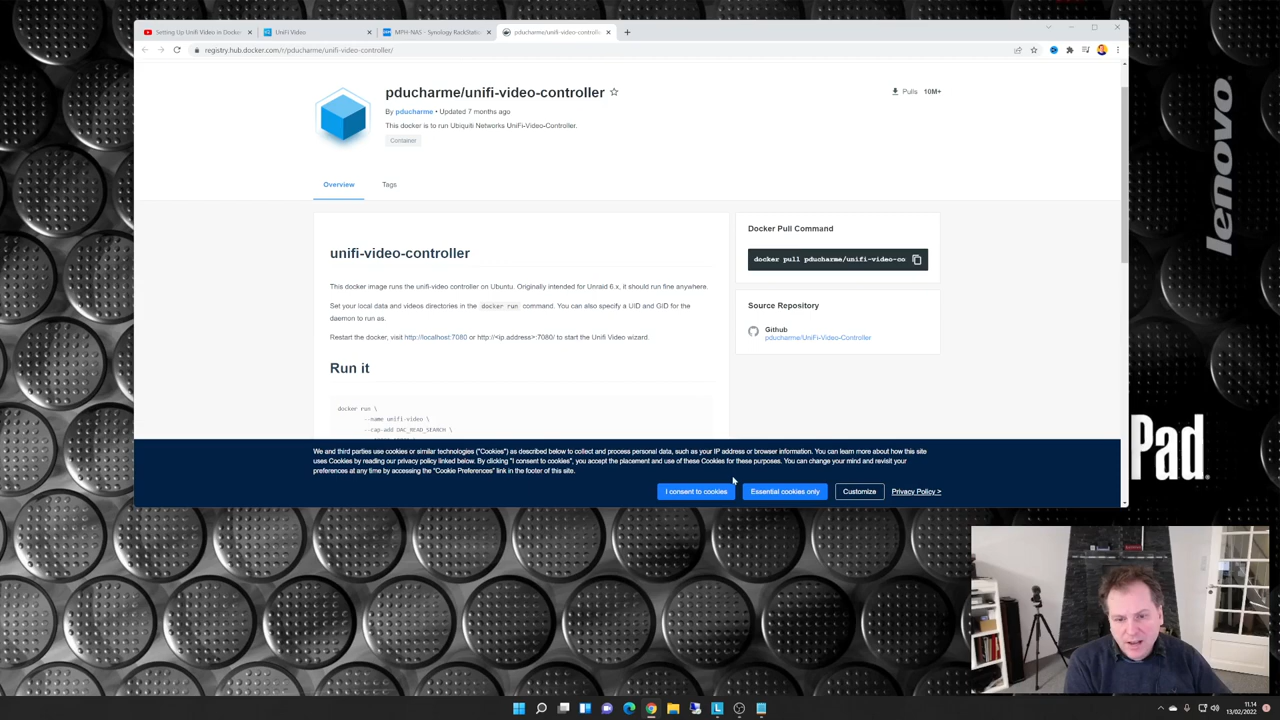 Setting Up Unifi Video in Docker
UniFi Video
MPH-NAS - Synology RackStatio
pducharme/unifi-video-controlle
registry.hub.docker.com/r/pducharme/unifi-video-controller/
pducharme/unifi-video-controller
Pulls 10M+
By pducharme • Updated 7 months ago
This docker is to run Ubiquiti Networks UniFi-Video-Controller.
Container
Overview
Tags
unifi-video-controller
This docker image runs the unifi-video controller on Ubuntu. Originally intended for Unraid 6.x, it should run fine anywhere.
Set your local data and videos directories in the docker run command. You can also specify a UID and GID for the
daemon to run as.
Restart the docker, visit http://localhost:7080 or http://<ip.address>:7080/ to start the Unifi Video wizard.
Run it
docker run \
--name unifi-video \
--cap-add DAC_READ_SEARCH \
Docker Pull Command
docker pull pducharme/unifi-video-co
Source Repository
Github
pducharme/UniFi-Video-Controller
We and third parties use cookies or similar technologies ("Cookies") as described below to collect and process personal data, such as your IP address or browser information. You can learn more about how this site
uses Cookies by reading our privacy policy linked below. By clicking "I consent to cookies", you accept the placement and use of these Cookies for these purposes. You can change your mind and revisit your
preferences at any time by accessing the "Cookie Preferences" link in the footer of this site.
I consent to cookies
Essential cookies only
Customize
Privacy Policy >
lenovo
Pad.
11.14
13/02/2022